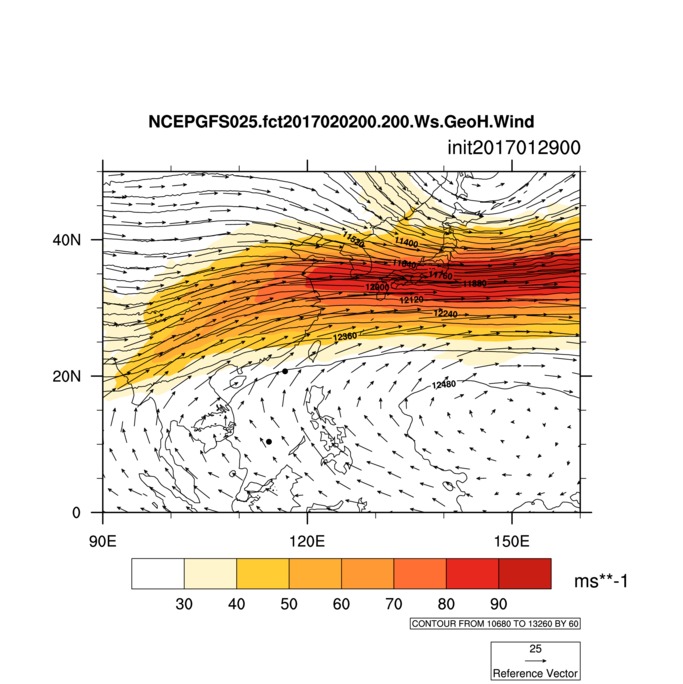 NCEPGFS025.fct2017020200.200.Ws.GeoH.Wind
init2017012900
40N
20N
0
11520
11400
11640
11760
11880
12000
12120
12240
12360
12480
90E 120E 150E
30 40 50 60 70 80 90
ms**-1
CONTOUR FROM 10680 TO 13260 BY 60
25
Reference Vector